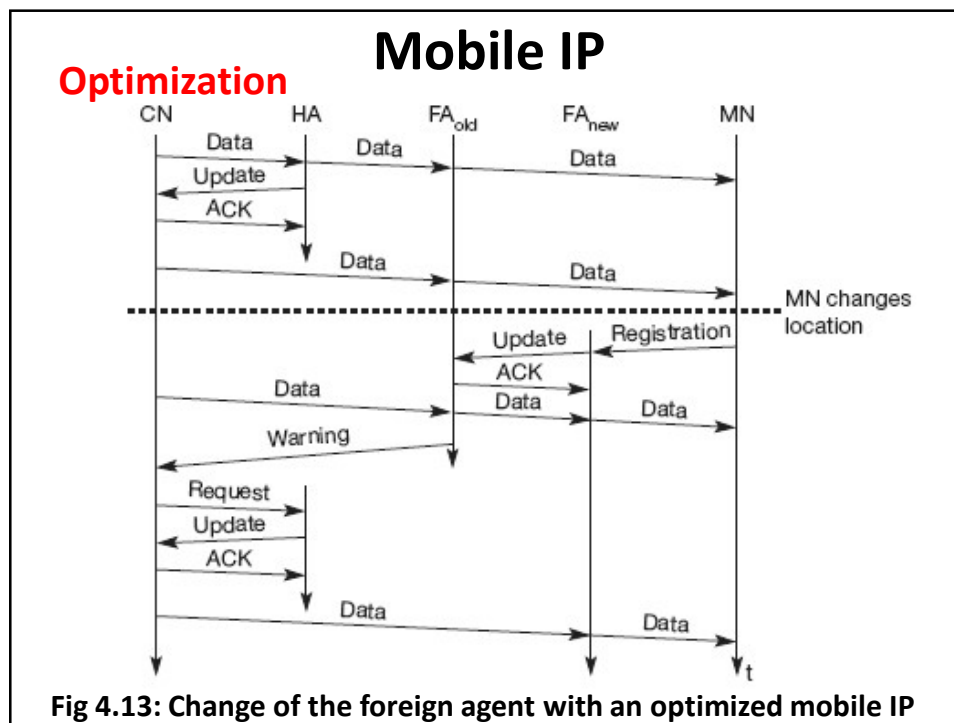 Mobile IP
Optimization
CN HA FAold FAnew MN
Data Data Data
Update
ACK
Data Data
MN changes
location
Update Registration
ACK
Data Data Data
Warning
Request
Update
ACK
Data Data
t
Fig 4.13: Change of the foreign agent with an optimized mobile IP